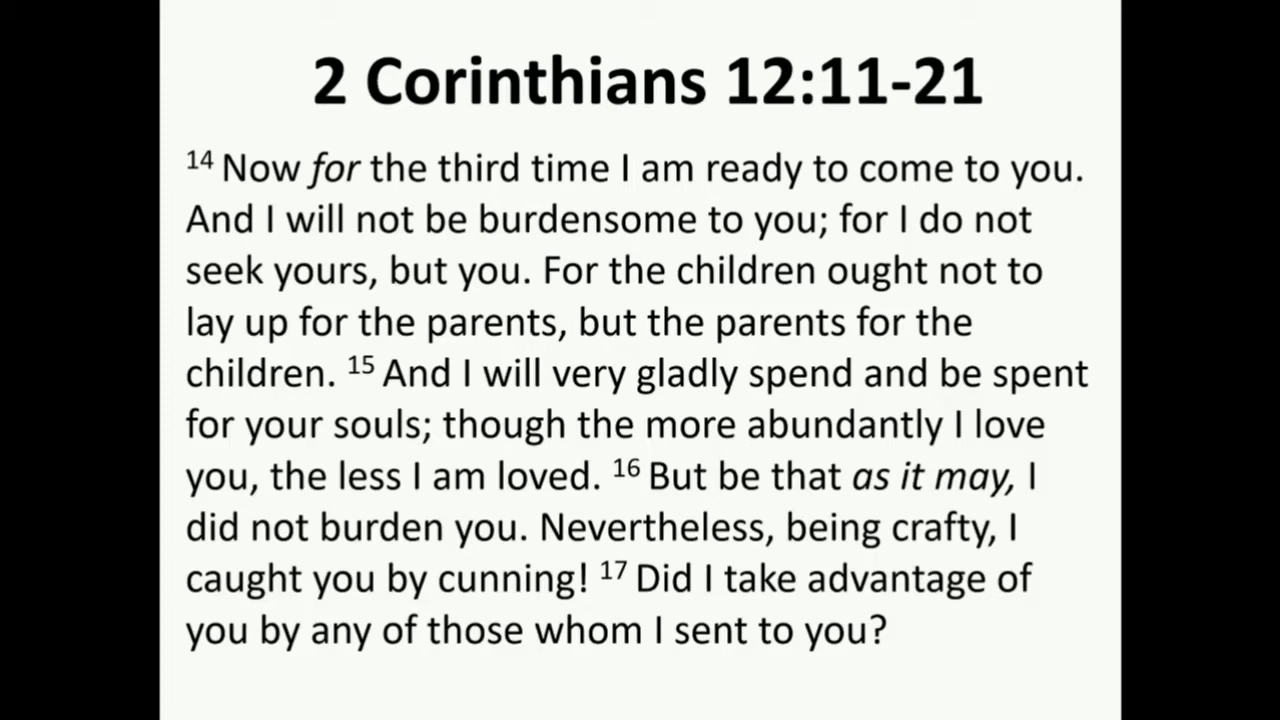 2 Corinthians 12:11-21
14 Now for the third time I am ready to come to you.
And I will not be burdensome to you; for I do not
seek yours, but you. For the children ought not to
lay up for the parents, but the parents for the
children. 15 And I will very gladly spend and be spent
for your souls; though the more abundantly I love
you, the less I am loved. 16 But be that as it may, I
did not burden you. Nevertheless, being crafty, I
caught you by cunning! 17 Did I take advantage of
you by any of those whom I sent to you?